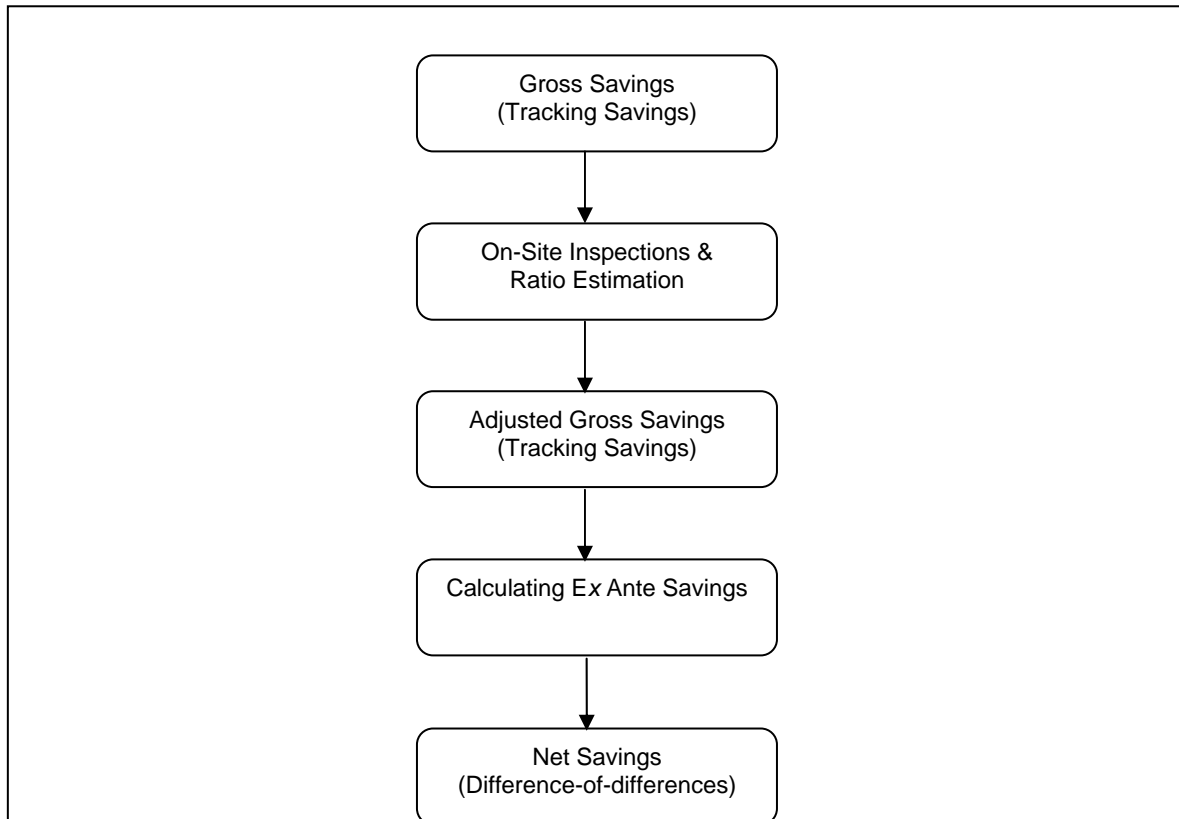 Gross Savings
(Tracking Savings)
On-Site Inspections &
Ratio Estimation
Adjusted Gross Savings
(Tracking Savings)
Calculating Ex Ante Savings
Net Savings
(Difference-of-differences)